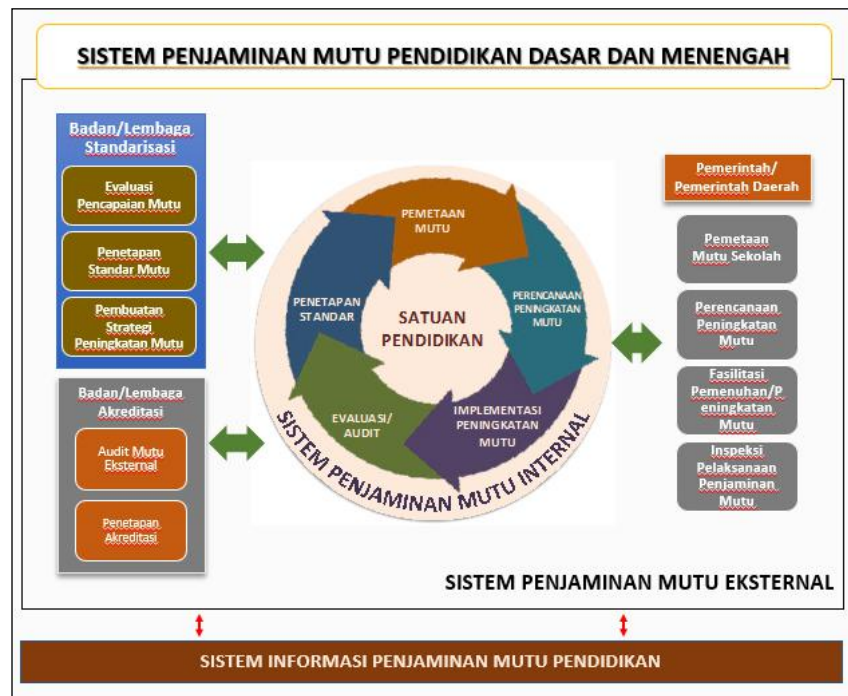 SISTEM PENJAMINAN MUTU PENDIDIKAN DASAR DAN MENENGAH
Badan/Lembaga
Standarisasi
Evaluasi
Pencapaian Mutu
Penetapan
Standar Mutu
Pembuatan
Strategi
Peningkatan Mutu
Badan/Lembaga
Akreditasi
Audit Mutu
Eksternal
Penetapan
Akreditasi
PEMETAAN
MUTU
PERENCANAAN
PENINGKATAN
MUTU
IMPLEMENTASI
PENINGKATAN
MUTU
EVALUASI/
AUDIT
PENETAPAN
STANDAR
SATUAN
PENDIDIKAN
SISTEM PENJAMINAN MUTU INTERNAL
Pemerintah/
Pemerintah Daerah
Pemetaan
Mutu Sekolah
Perencanaan
Peningkatan
Mutu
Fasilitasi
Pemenuhan/P
eningkatan
Mutu
Inspeksi
Pelaksanaan
Penjaminan
Mutu
SISTEM PENJAMINAN MUTU EKSTERNAL
SISTEM INFORMASI PENJAMINAN MUTU PENDIDIKAN